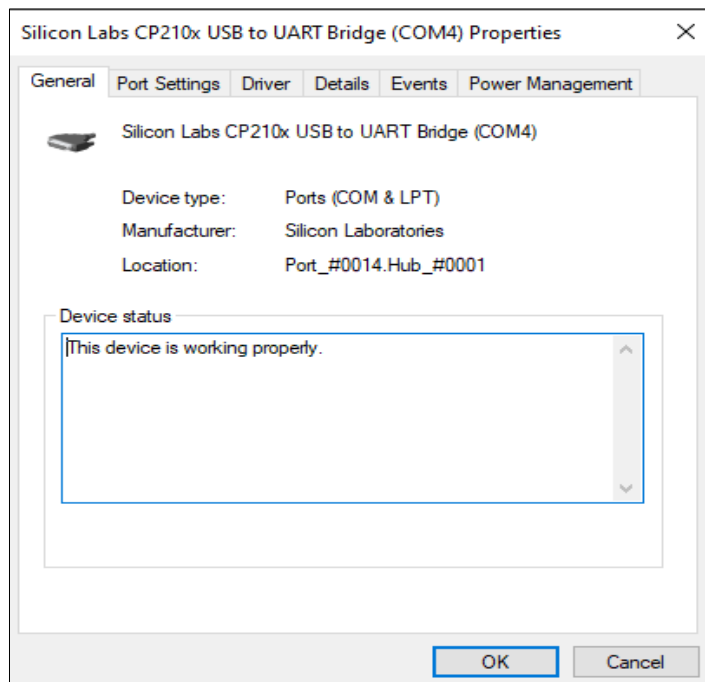 Silicon Labs CP210x USB to UART Bridge (COM4) Properties
General Port Settings Driver Details Events Power Management
Silicon Labs CP210x USB to UART Bridge (COM4)
Device type: Ports (COM & LPT)
Manufacturer: Silicon Laboratories
Location: Port_#0014.Hub_#0001
Device status
This device is working properly.
OK Cancel